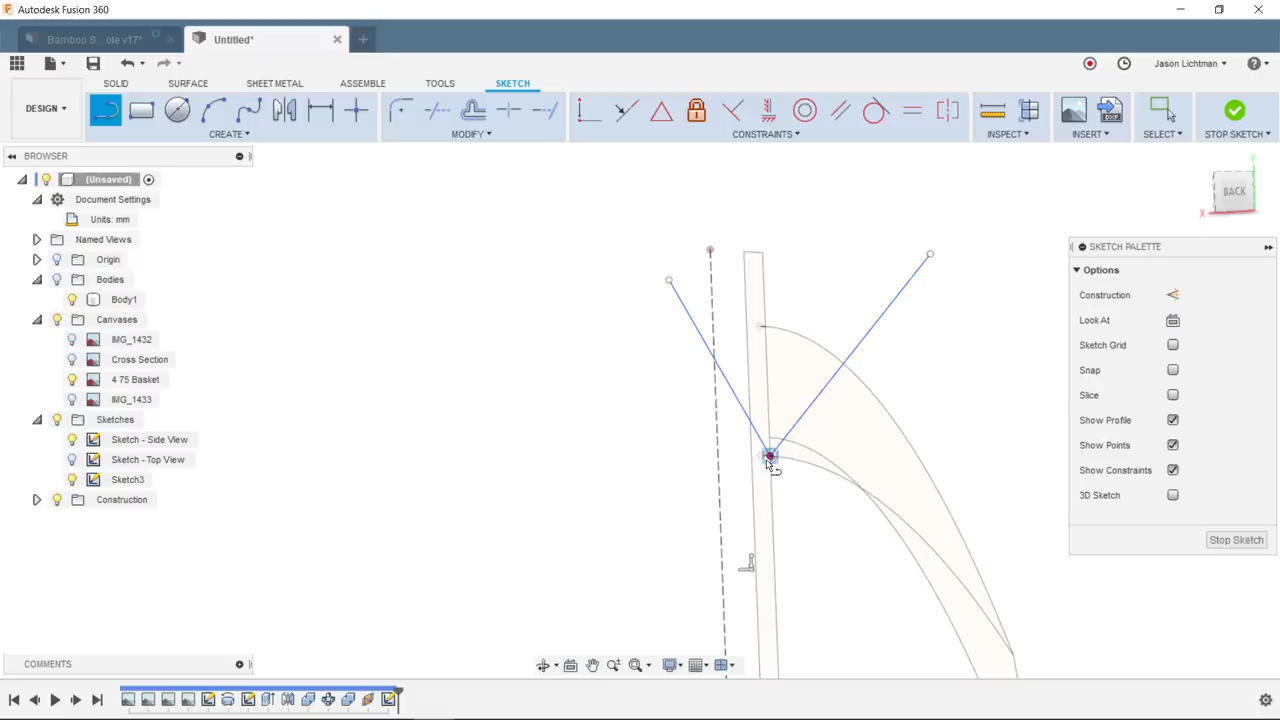 Autodesk Fusion 360
Bamboo S...ole v17*
Untitled*
Jason Lichtman
SOLID
SURFACE
SHEET METAL
ASSEMBLE
TOOLS
SKETCH
DESIGN
CREATE
MODIFY
CONSTRAINTS
INSPECT
INSERT
SELECT
STOP SKETCH
BROWSER
(Unsaved)
Document Settings
Units: mm
Named Views
Origin
Bodies
Body1
Canvases
IMG_1432
Cross Section
4 75 Basket
IMG_1433
Sketches
Sketch - Side View
Sketch - Top View
Sketch3
Construction
Y
BACK
X
SKETCH PALETTE
Options
Construction
Look At
Sketch Grid
Snap
Slice
Show Profile
Show Points
Show Constraints
3D Sketch
Stop Sketch
COMMENTS